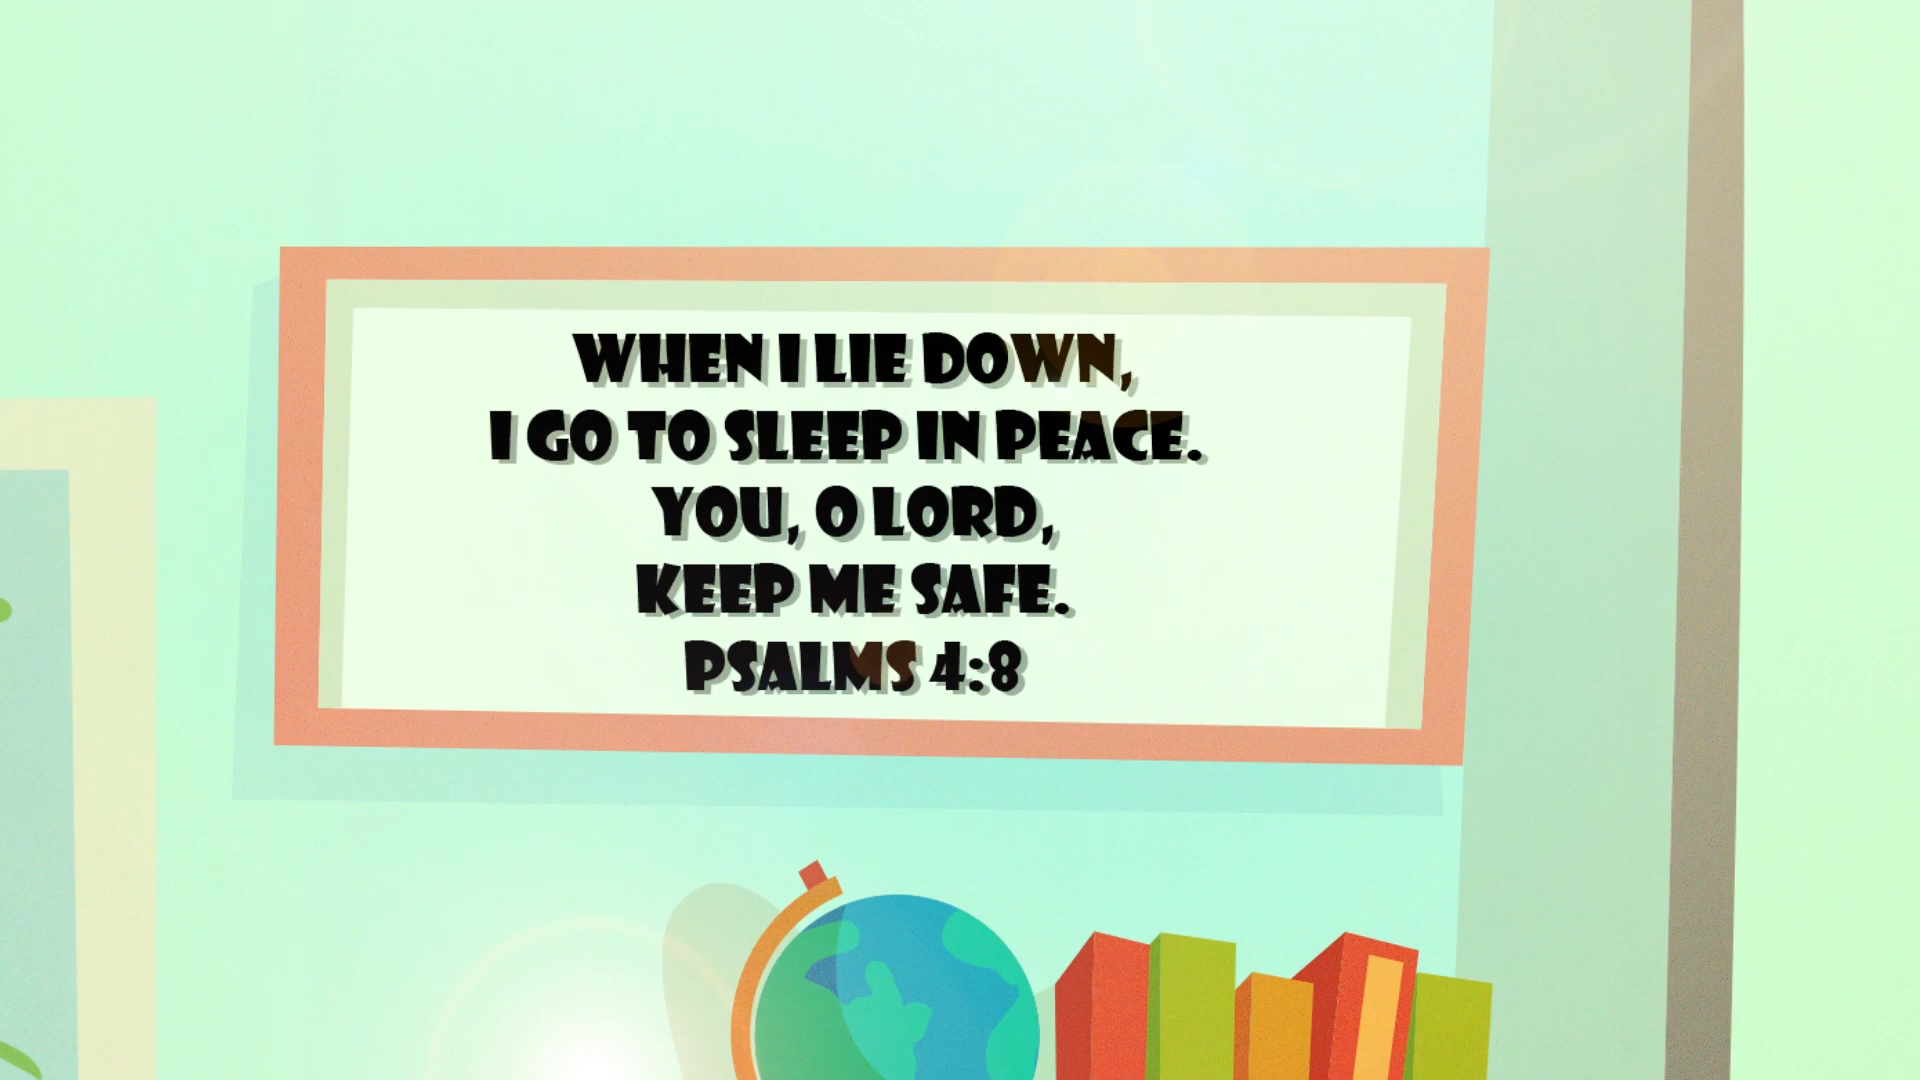 WHEN I LIE DOWN,
I GO TO SLEEP IN PEACE.
YOU, O LORD,
KEEP ME SAFE.
PSALMS 4:8